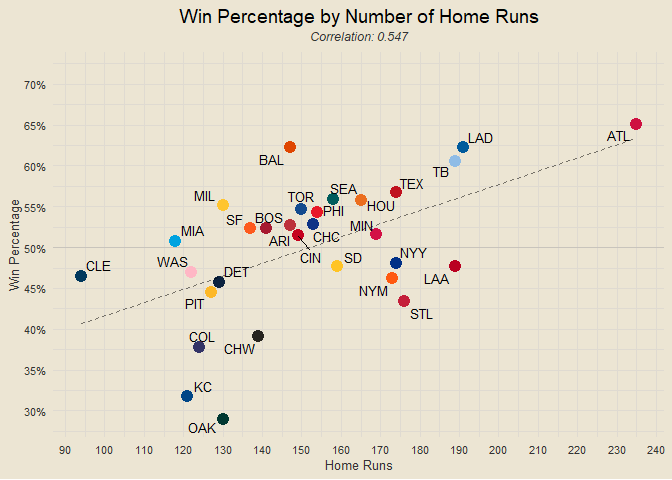 Win Percentage by Number of Home Runs
Correlation: 0.547
Win Percentage
70%
65%
60%
55%
50%
45%
40%
35%
30%
ATL
LAD
BAL
TB
TEX
SEA
MIL
TOR
HOU
SF
BOS
PHI
MIN
MIA
ARI
CHC
CIN
NYY
WAS
SD
CLE
DET
LAA
NYM
PIT
STL
COL
CHW
KC
OAK
90 100 110 120 130 140 150 160 170 180 190 200 210 220 230 240
Home Runs